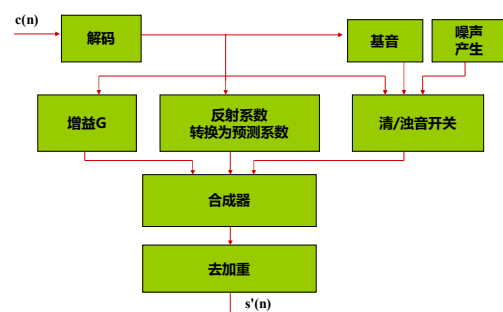 c(n)
解码
基音
噪声
产生
增益G
反射系数
转换为预测系数
清/浊音开关
合成器
去加重
s'(n)